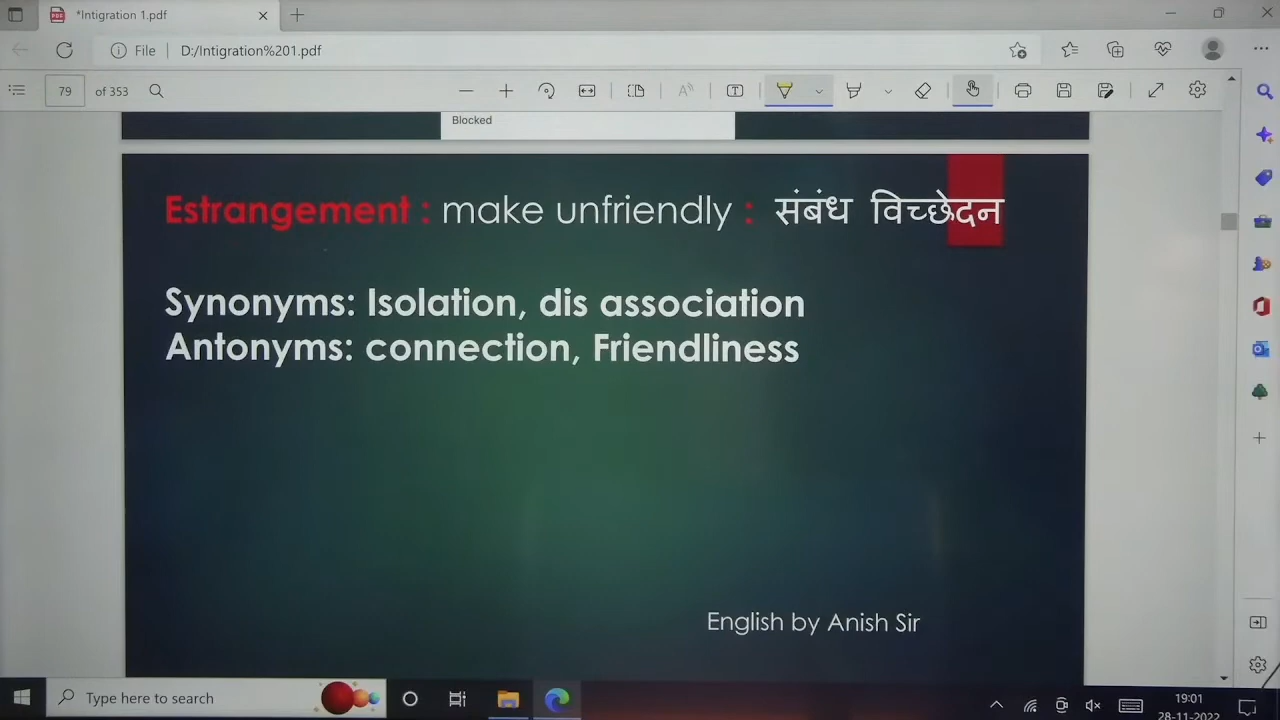 *Intigration 1.pdf
File
D:/Intigration%201.pdf
79
of 353
Blocked
Estrangement : make unfriendly : संबंध विच्छेदन
Synonyms: Isolation, dis association
Antonyms: connection, Friendliness
English by Anish Sir
Type here to search
19:01
28-11-2022